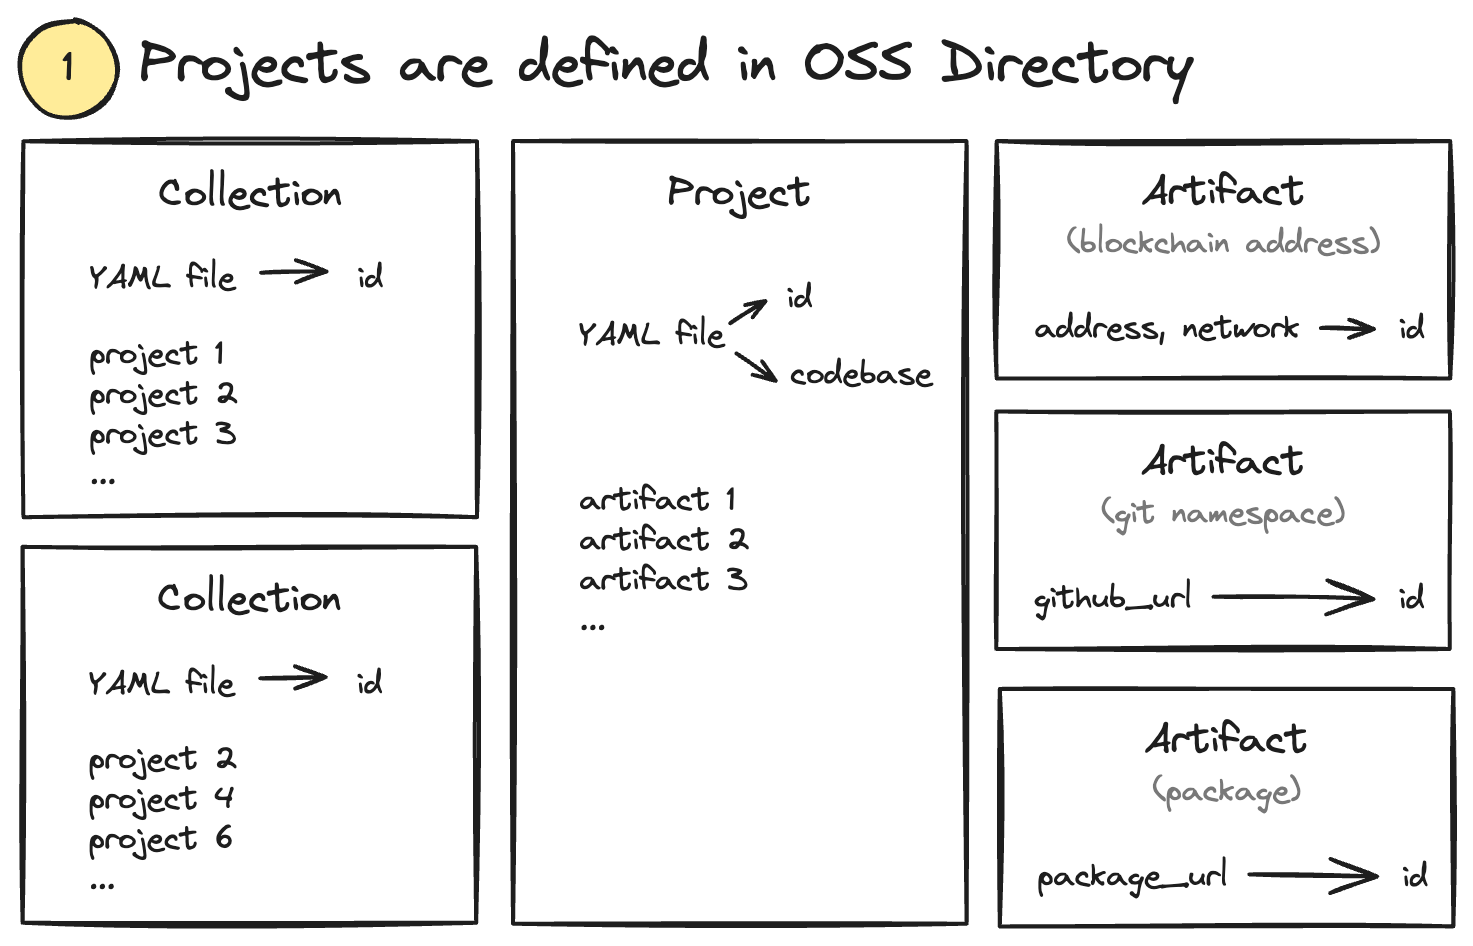 1
Projects are defined in OSS Directory
Collection
YAML file → id
project 1
project 2
project 3
...
Collection
YAML file → id
project 2
project 4
project 6
...
Project
id
YAML file
codebase
artifact 1
artifact 2
artifact 3
...
Artifact
(blockchain address)
address, network → id
Artifact
(git namespace)
github_url → id
Artifact
(package)
package_url → id